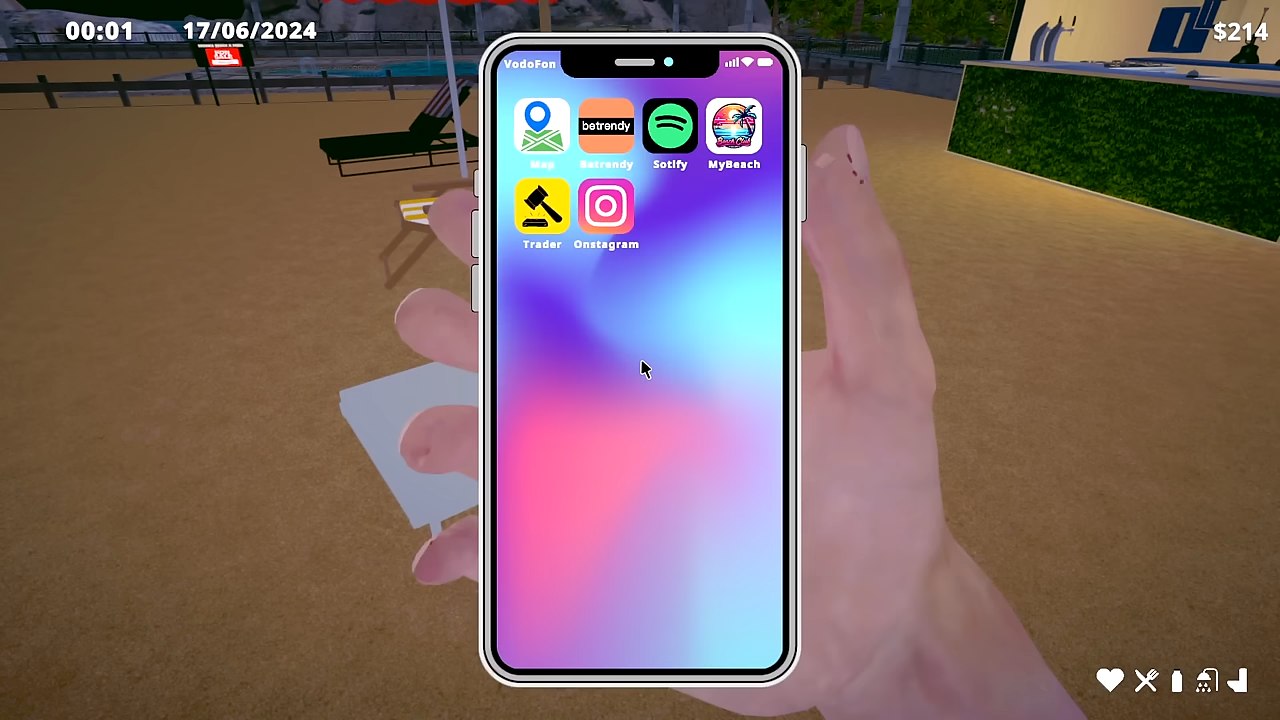 00:01 17/06/2024
$214
VodoFon
betrendy
Map Betrendy Sotify MyBeach
Trader Onstagram